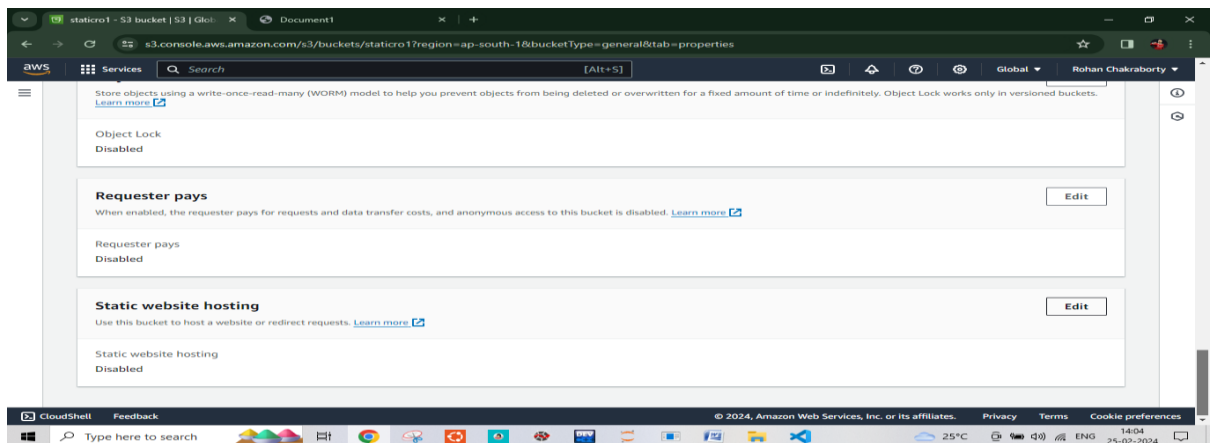 staticro1 - S3 bucket | S3 | Glob
Document1
s3.console.aws.amazon.com/s3/buckets/staticro1?region=ap-south-1&bucketType=general&tab=properties
aws
Services
Search
[Alt+S]
Global
Rohan Chakraborty
Store objects using a write-once-read-many (WORM) model to help you prevent objects from being deleted or overwritten for a fixed amount of time or indefinitely. Object Lock works only in versioned buckets.
Learn more
Object Lock
Disabled
Requester pays
Edit
When enabled, the requester pays for requests and data transfer costs, and anonymous access to this bucket is disabled. Learn more
Requester pays
Disabled
Static website hosting
Edit
Use this bucket to host a website or redirect requests. Learn more
Static website hosting
Disabled
CloudShell
Feedback
© 2024, Amazon Web Services, Inc. or its affiliates.
Privacy
Terms
Cookie preferences
Type here to search
25°C
ENG
14:04
25-02-2024